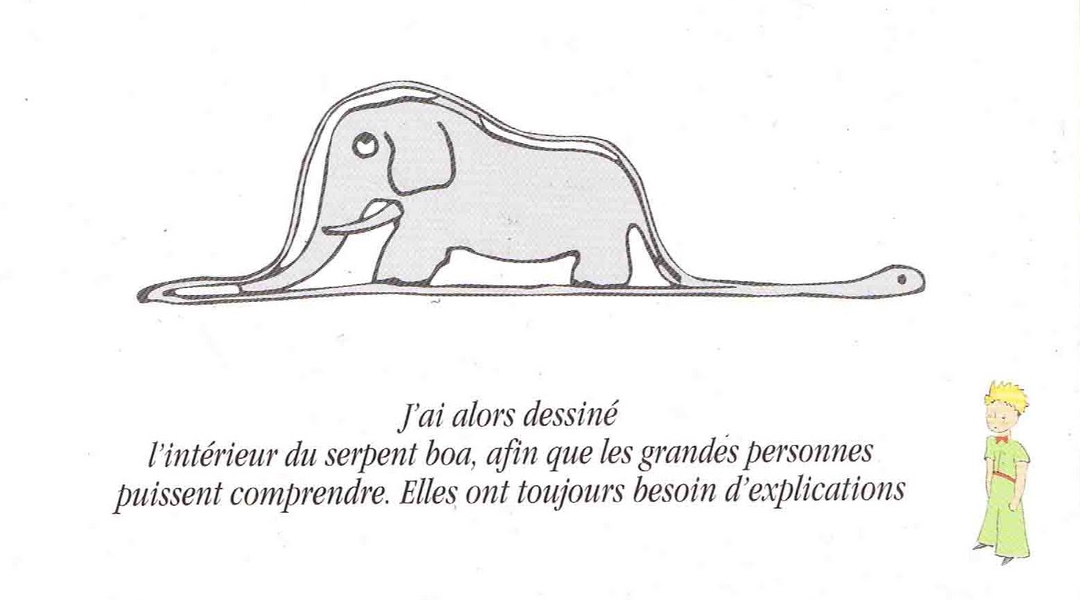 J'ai alors dessiné
l'intérieur du serpent boa, afin que les grandes personnes
puissent comprendre. Elles ont toujours besoin d'explications